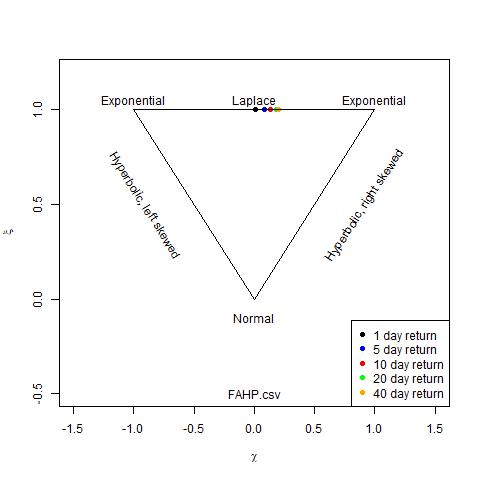 Exponential Laplace Exponential
Hyperbolic, left skewed
Hyperbolic, right skewed
Normal
1 day return
5 day return
10 day return
20 day return
40 day return
FAHP.csv
1.0
0.5
0.0
-0.5
ξ
-1.5 -1.0 -0.5 0.0 0.5 1.0 1.5
χ